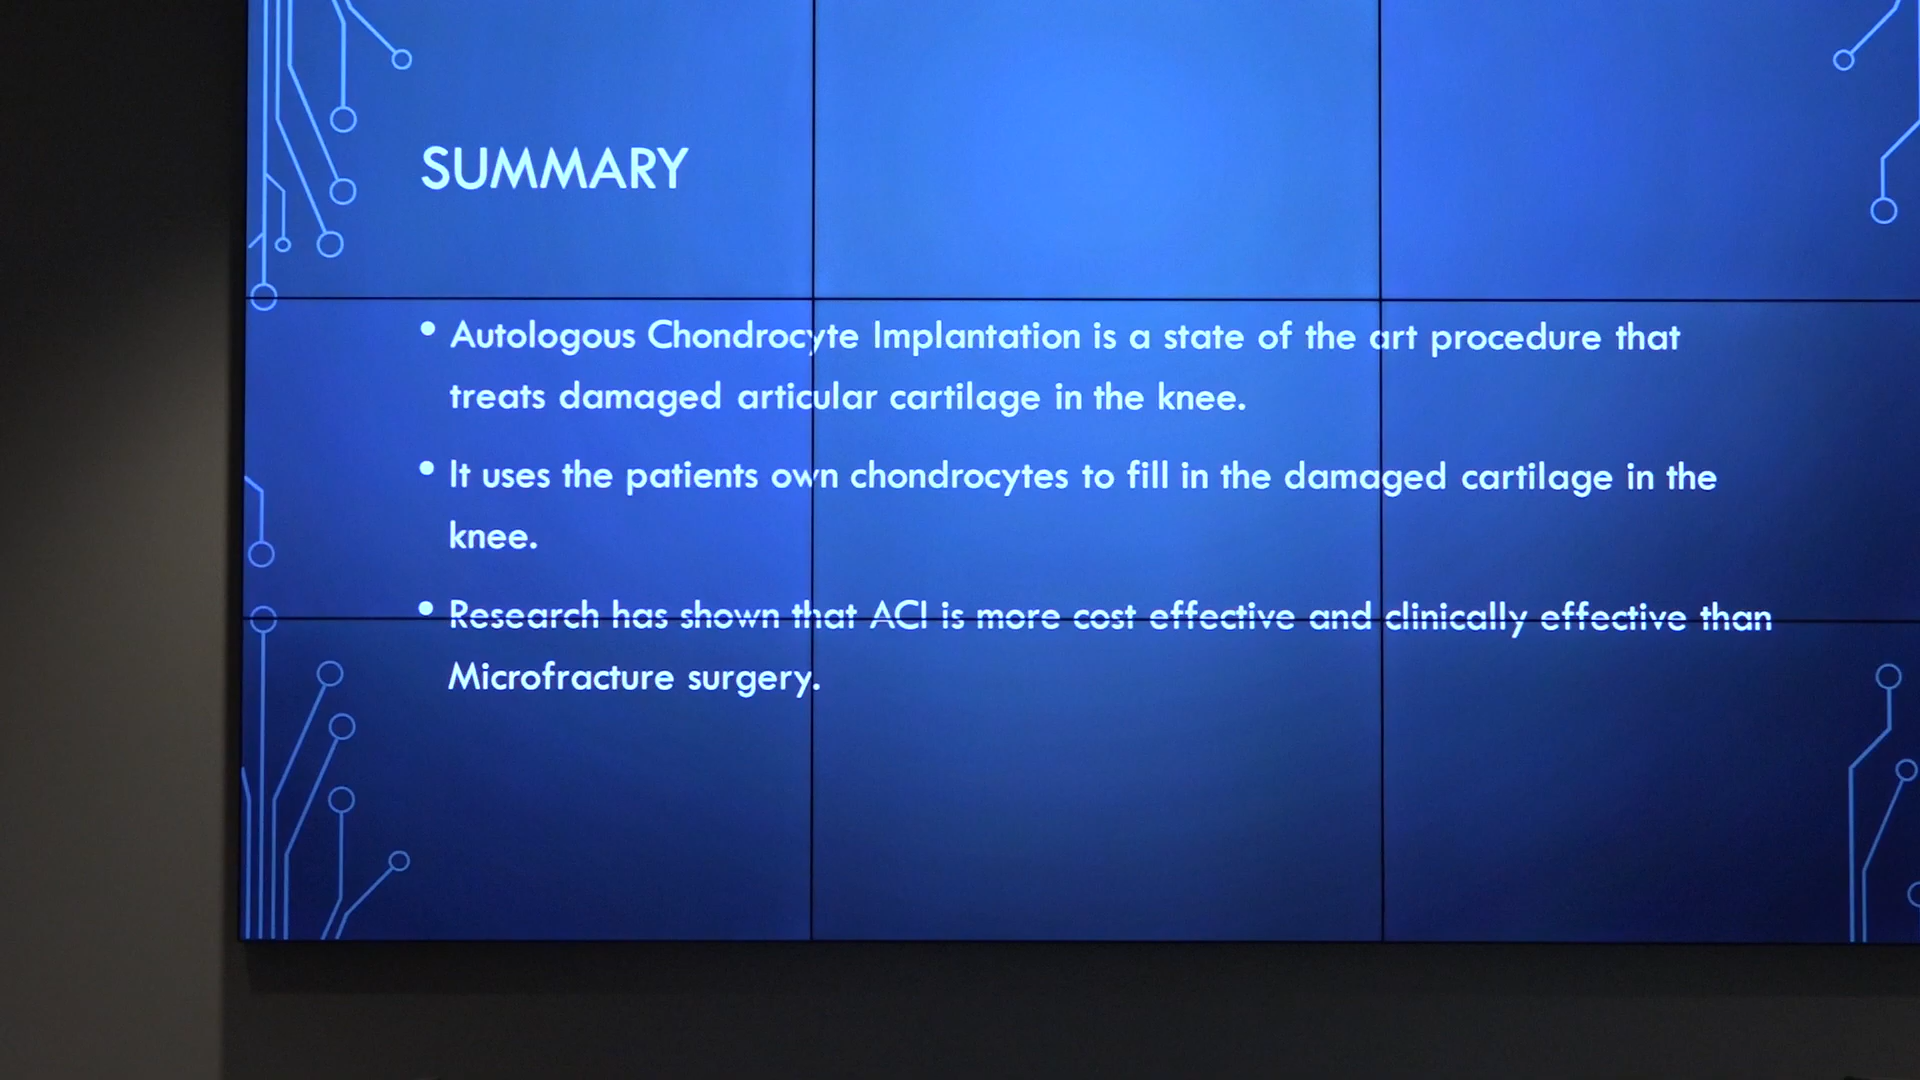 SUMMARY
• Autologous Chondrocyte Implantation is a state of the art procedure that
treats damaged articular cartilage in the knee.
• It uses the patients own chondrocytes to fill in the damaged cartilage in the
knee.
• Research has shown that ACI is more cost effective and clinically effective than
Microfracture surgery.